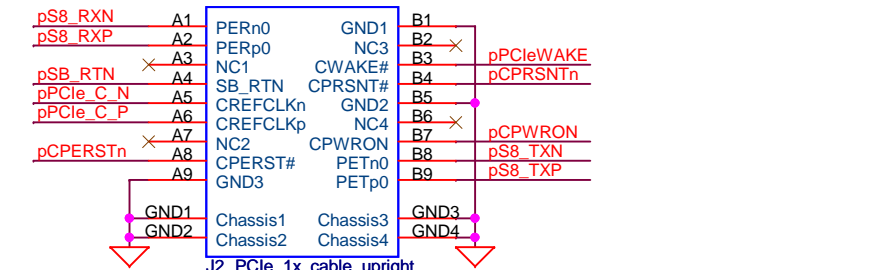 pS8_RXN A1 PERn0 GND1 B1
pS8_RXP A2 PERp0 NC3 B2
A3 NC1 CWAKE# B3 pPCIeWAKE
pSB_RTN A4 SB_RTN CPRSNT# B4 pCPRSNTn
pPCIe_C_N A5 CREFCLKn GND2 B5
pPCIe_C_P A6 CREFCLKp NC4 B6
A7 NC2 CPWRON B7 pCPWRON
pCPERSTn A8 CPERST# PETn0 B8 pS8_TXN
A9 GND3 PETp0 B9 pS8_TXP
GND1 Chassis1 Chassis3 GND3
GND2 Chassis2 Chassis4 GND4
J2 PCIe_1x_cable_upright